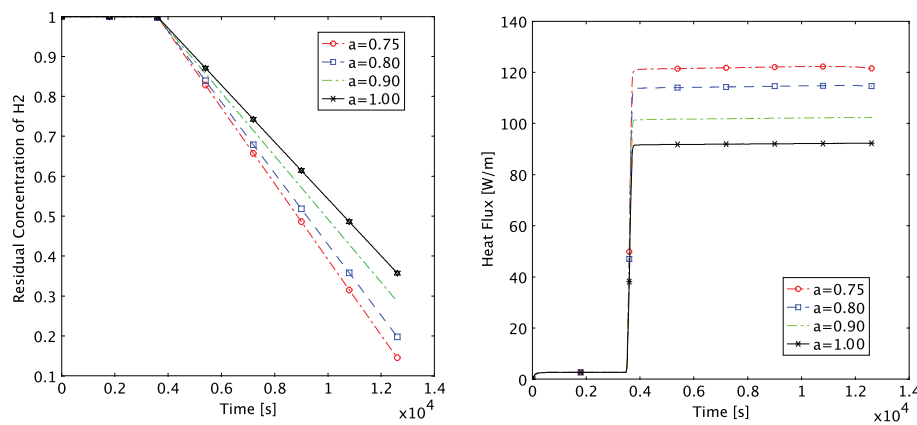 1
0.9
0.8
0.7
0.6
0.5
0.4
0.3
0.2
0.1
Residual Concentration of H2
a=0.75
a=0.80
a=0.90
a=1.00
0 0.2 0.4 0.6 0.8 1.0 1.2 1.4
Time [s]
x10^4
140
120
100
80
60
40
20
0
Heat Flux [W/m]
a=0.75
a=0.80
a=0.90
a=1.00
0 0.2 0.4 0.6 0.8 1.0 1.2 1.4
Time [s]
x10^4